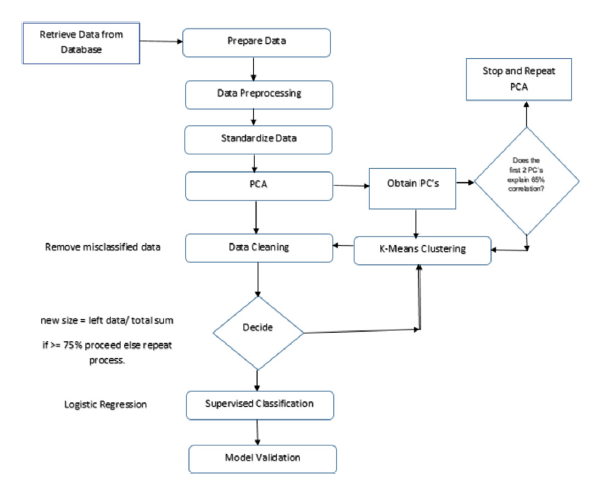 Retrieve Data from
Database
Prepare Data
Data Preprocessing
Standardize Data
PCA
Obtain PC's
Does the
first 2 PC's
explain 65%
correlation?
Stop and Repeat
PCA
Remove misclassified data
Data Cleaning
K-Means Clustering
new size = left data/ total sum
if >= 75% proceed else repeat
process.
Decide
Logistic Regression
Supervised Classification
Model Validation